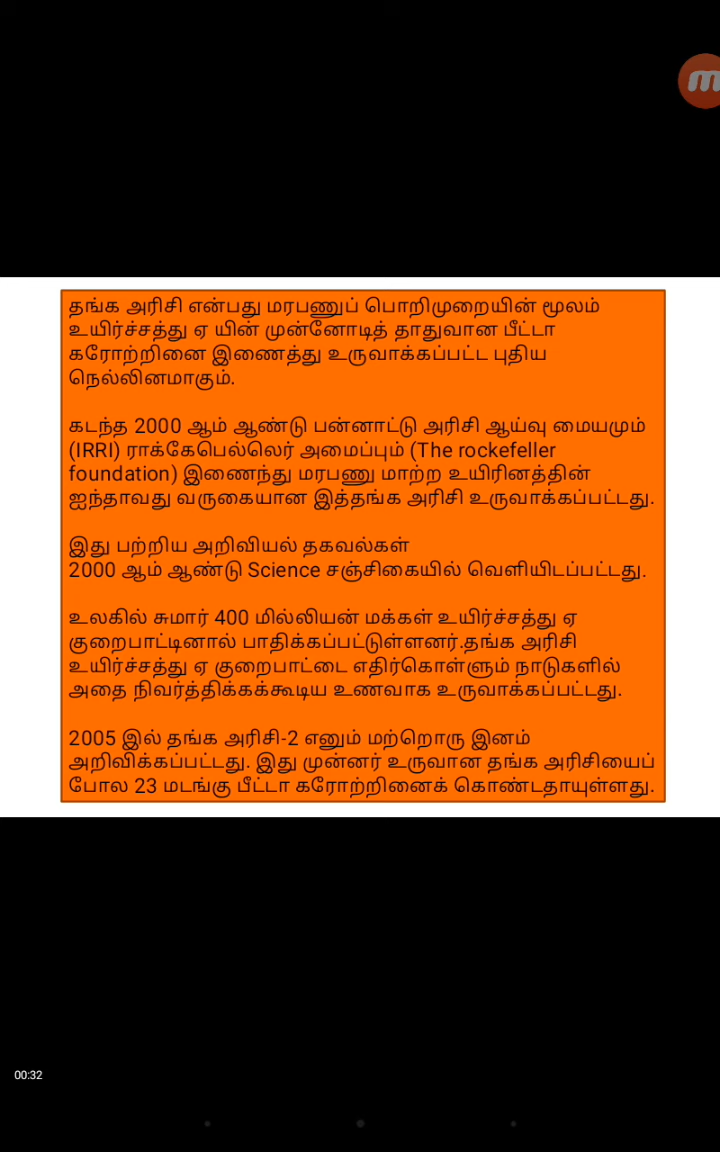 தங்க அரிசி என்பது மரபணுப் பொறிமுறையின் மூலம்
உயிர்ச்சத்து ஏ யின் முன்னோடித் தாதுவான பீட்டா
கரோற்றினை இணைத்து உருவாக்கப்பட்ட புதிய
நெல்லினமாகும்.
கடந்த 2000 ஆம் ஆண்டு பன்னாட்டு அரிசி ஆய்வு மையமும்
(IRRI) ராக்கேபெல்லெர் அமைப்பும் (The rockefeller
foundation) இணைந்து மரபணு மாற்ற உயிரினத்தின்
ஐந்தாவது வருகையான இத்தங்க அரிசி உருவாக்கப்பட்டது.
இது பற்றிய அறிவியல் தகவல்கள்
2000 ஆம் ஆண்டு Science சஞ்சிகையில் வெளியிடப்பட்டது.
உலகில் சுமார் 400 மில்லியன் மக்கள் உயிர்ச்சத்து ஏ
குறைபாட்டினால் பாதிக்கப்பட்டுள்ளனர்.தங்க அரிசி
உயிர்ச்சத்து ஏ குறைபாட்டை எதிர்கொள்ளும் நாடுகளில்
அதை நிவர்த்திக்கக்கூடிய உணவாக உருவாக்கப்பட்டது.
2005 இல் தங்க அரிசி-2 எனும் மற்றொரு இனம்
அறிவிக்கப்பட்டது. இது முன்னர் உருவான தங்க அரிசியைப்
போல 23 மடங்கு பீட்டா கரோற்றினைக் கொண்டதாயுள்ளது.
00:32